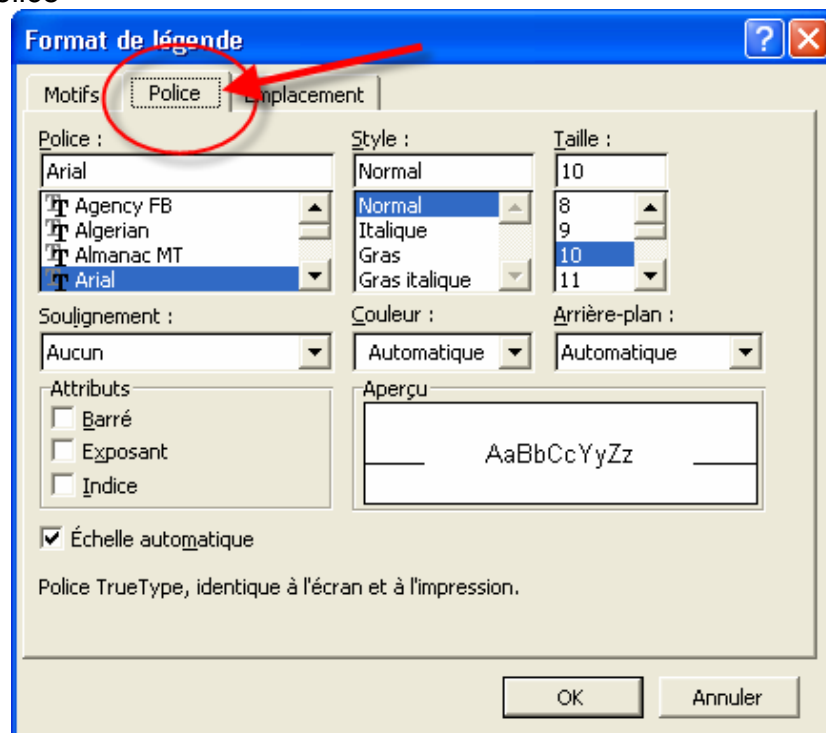 Format de légende
Motifs Police Emplacement
Police : Style : Taille :
Arial Normal 10
Agency FB Normal 8
Algerian Italique 9
Almanac MT Gras 10
Arial Gras italique 11
Soulignement : Couleur : Arrière-plan :
Aucun Automatique Automatique
Attributs Aperçu
Barré
Exposant AaBbCcYyZz
Indice
Échelle automatique
Police TrueType, identique à l'écran et à l'impression.
OK Annuler